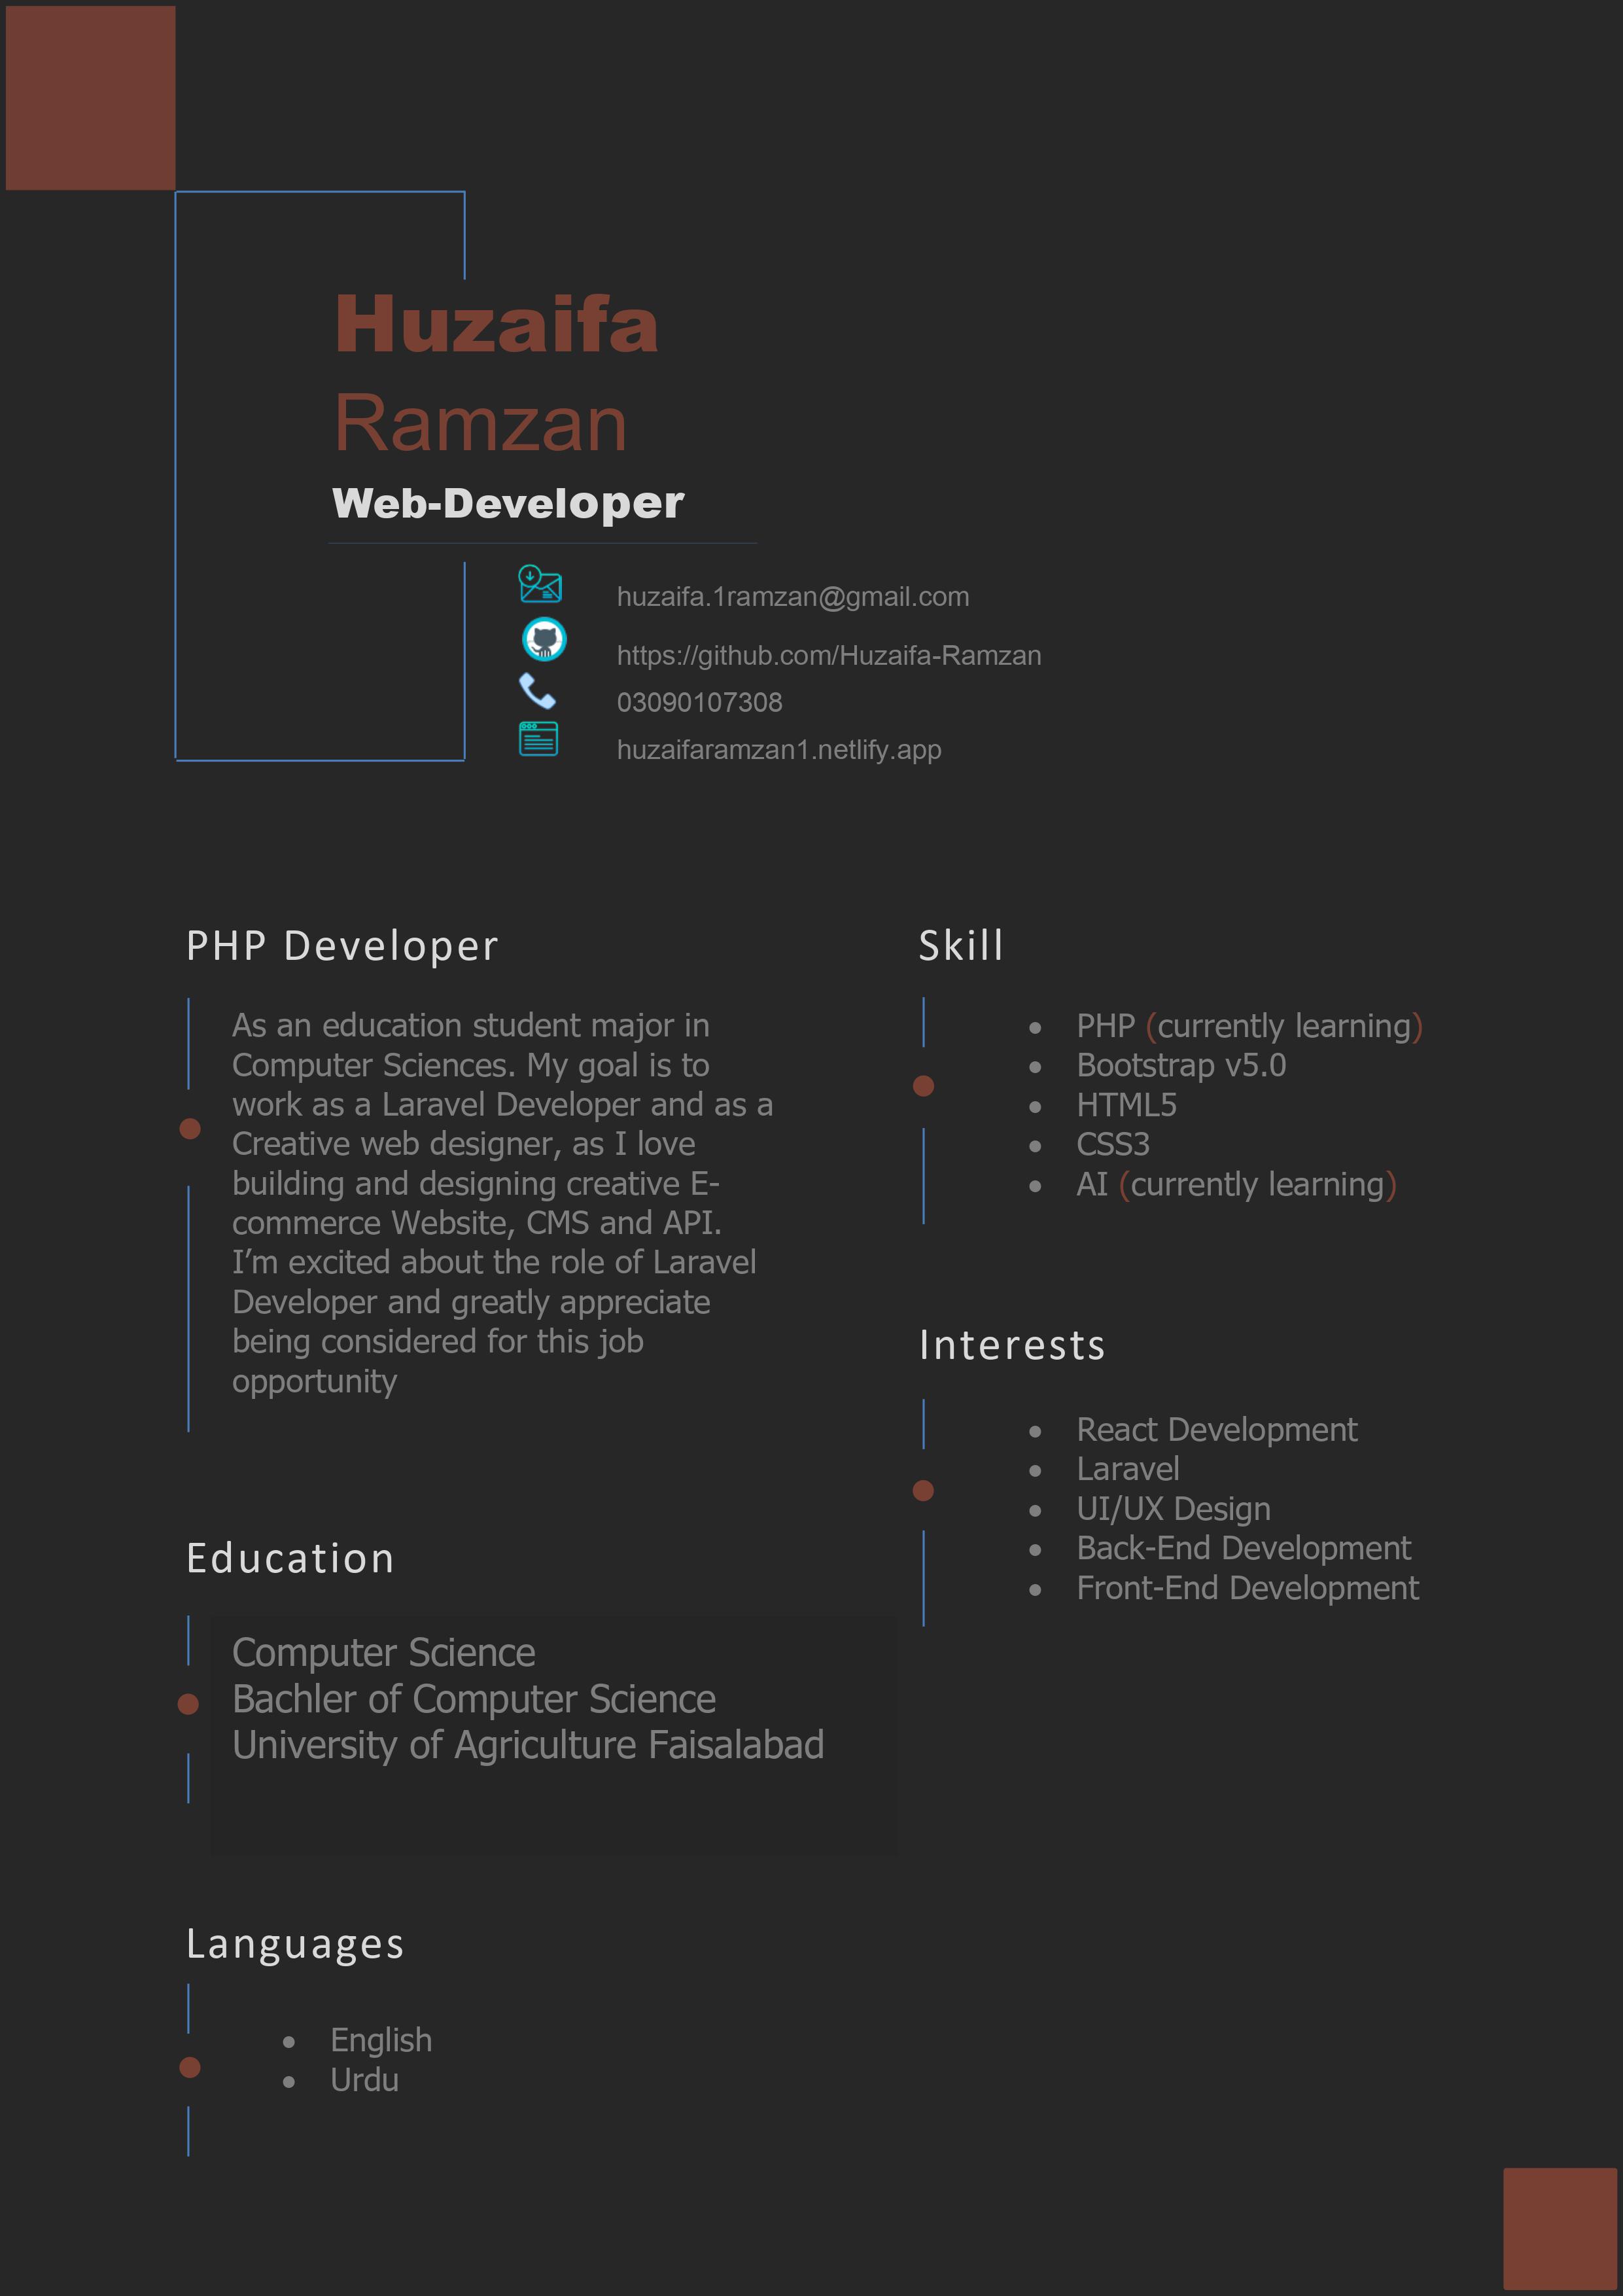 Huzaifa
Ramzan
Web-Developer
huzaifa.1ramzan@gmail.com
https://github.com/Huzaifa-Ramzan
03090107308
huzaifaramzan1.netlify.app
PHP Developer
As an education student major in
Computer Sciences. My goal is to
work as a Laravel Developer and as a
Creative web designer, as I love
building and designing creative E-
commerce Website, CMS and API.
I’m excited about the role of Laravel
Developer and greatly appreciate
being considered for this job
opportunity
Education
Computer Science
Bachler of Computer Science
University of Agriculture Faisalabad
Languages
• English
• Urdu
Skill
• PHP (currently learning)
• Bootstrap v5.0
• HTML5
• CSS3
• AI (currently learning)
Interests
• React Development
• Laravel
• UI/UX Design
• Back-End Development
• Front-End Development